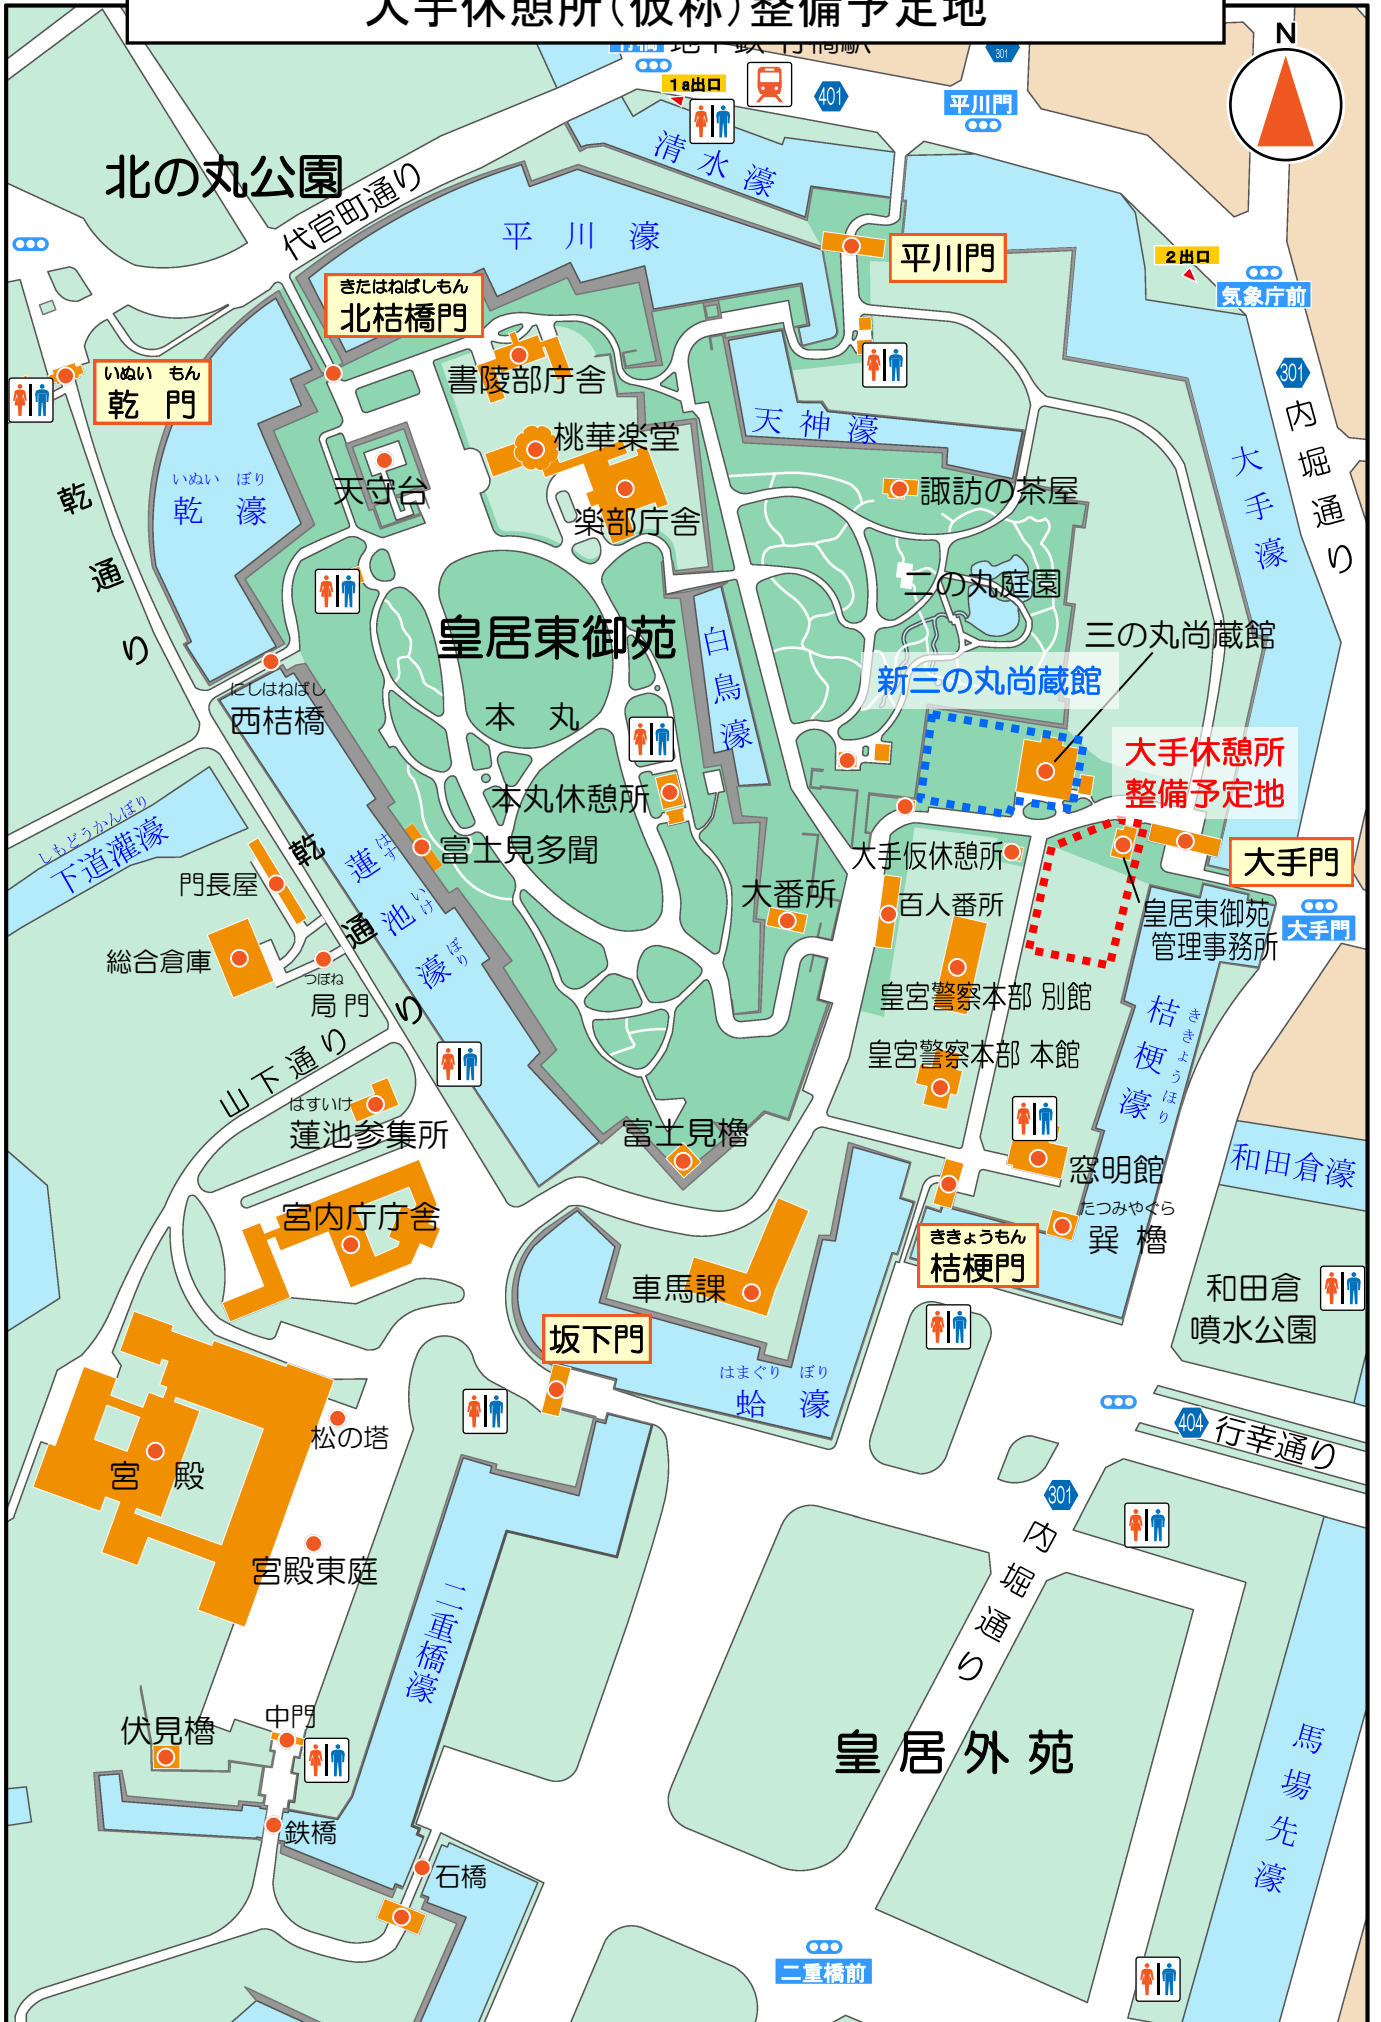 大手休憩所(仮称)整備予定地
N
1a出口
401
301
平川門
清水濠
北の丸公園
代官町通り
平川濠
平川門
2出口
気象庁前
きたはねばしもん
北桔橋門
いぬい もん
乾 門
書陵部庁舎
301
内堀通り
天神濠
桃華楽堂
大手濠
いぬい ぼり
乾 濠
天守台
諏訪の茶屋
楽部庁舎
乾通り
二の丸庭園
皇居東御苑
三の丸尚蔵館
白鳥濠
新三の丸尚蔵館
にしはねばし
西桔橋
本 丸
大手休憩所
整備予定地
本丸休憩所
しもどうかんぼり
下道灌濠
乾通り
はすいけぼり
蓮池濠
富士見多聞
大手仮休憩所
大手門
門長屋
大番所
百人番所
皇居東御苑
管理事務所
大手門
総合倉庫
つぼね
局門
皇宮警察本部 別館
ききょうほり
桔梗濠
山下通り
皇宮警察本部 本館
はすいけ
蓮池参集所
富士見櫓
窓明館
和田倉濠
たつみやぐら
巽 櫓
宮内庁庁舎
ききょうもん
桔梗門
車馬課
和田倉
噴水公園
坂下門
はまぐり ぼり
蛤 濠
404
行幸通り
松の塔
宮 殿
301
内堀通り
宮殿東庭
二重橋濠
伏見櫓
中門
皇居外苑
馬場先濠
鉄橋
石橋
二重橋前